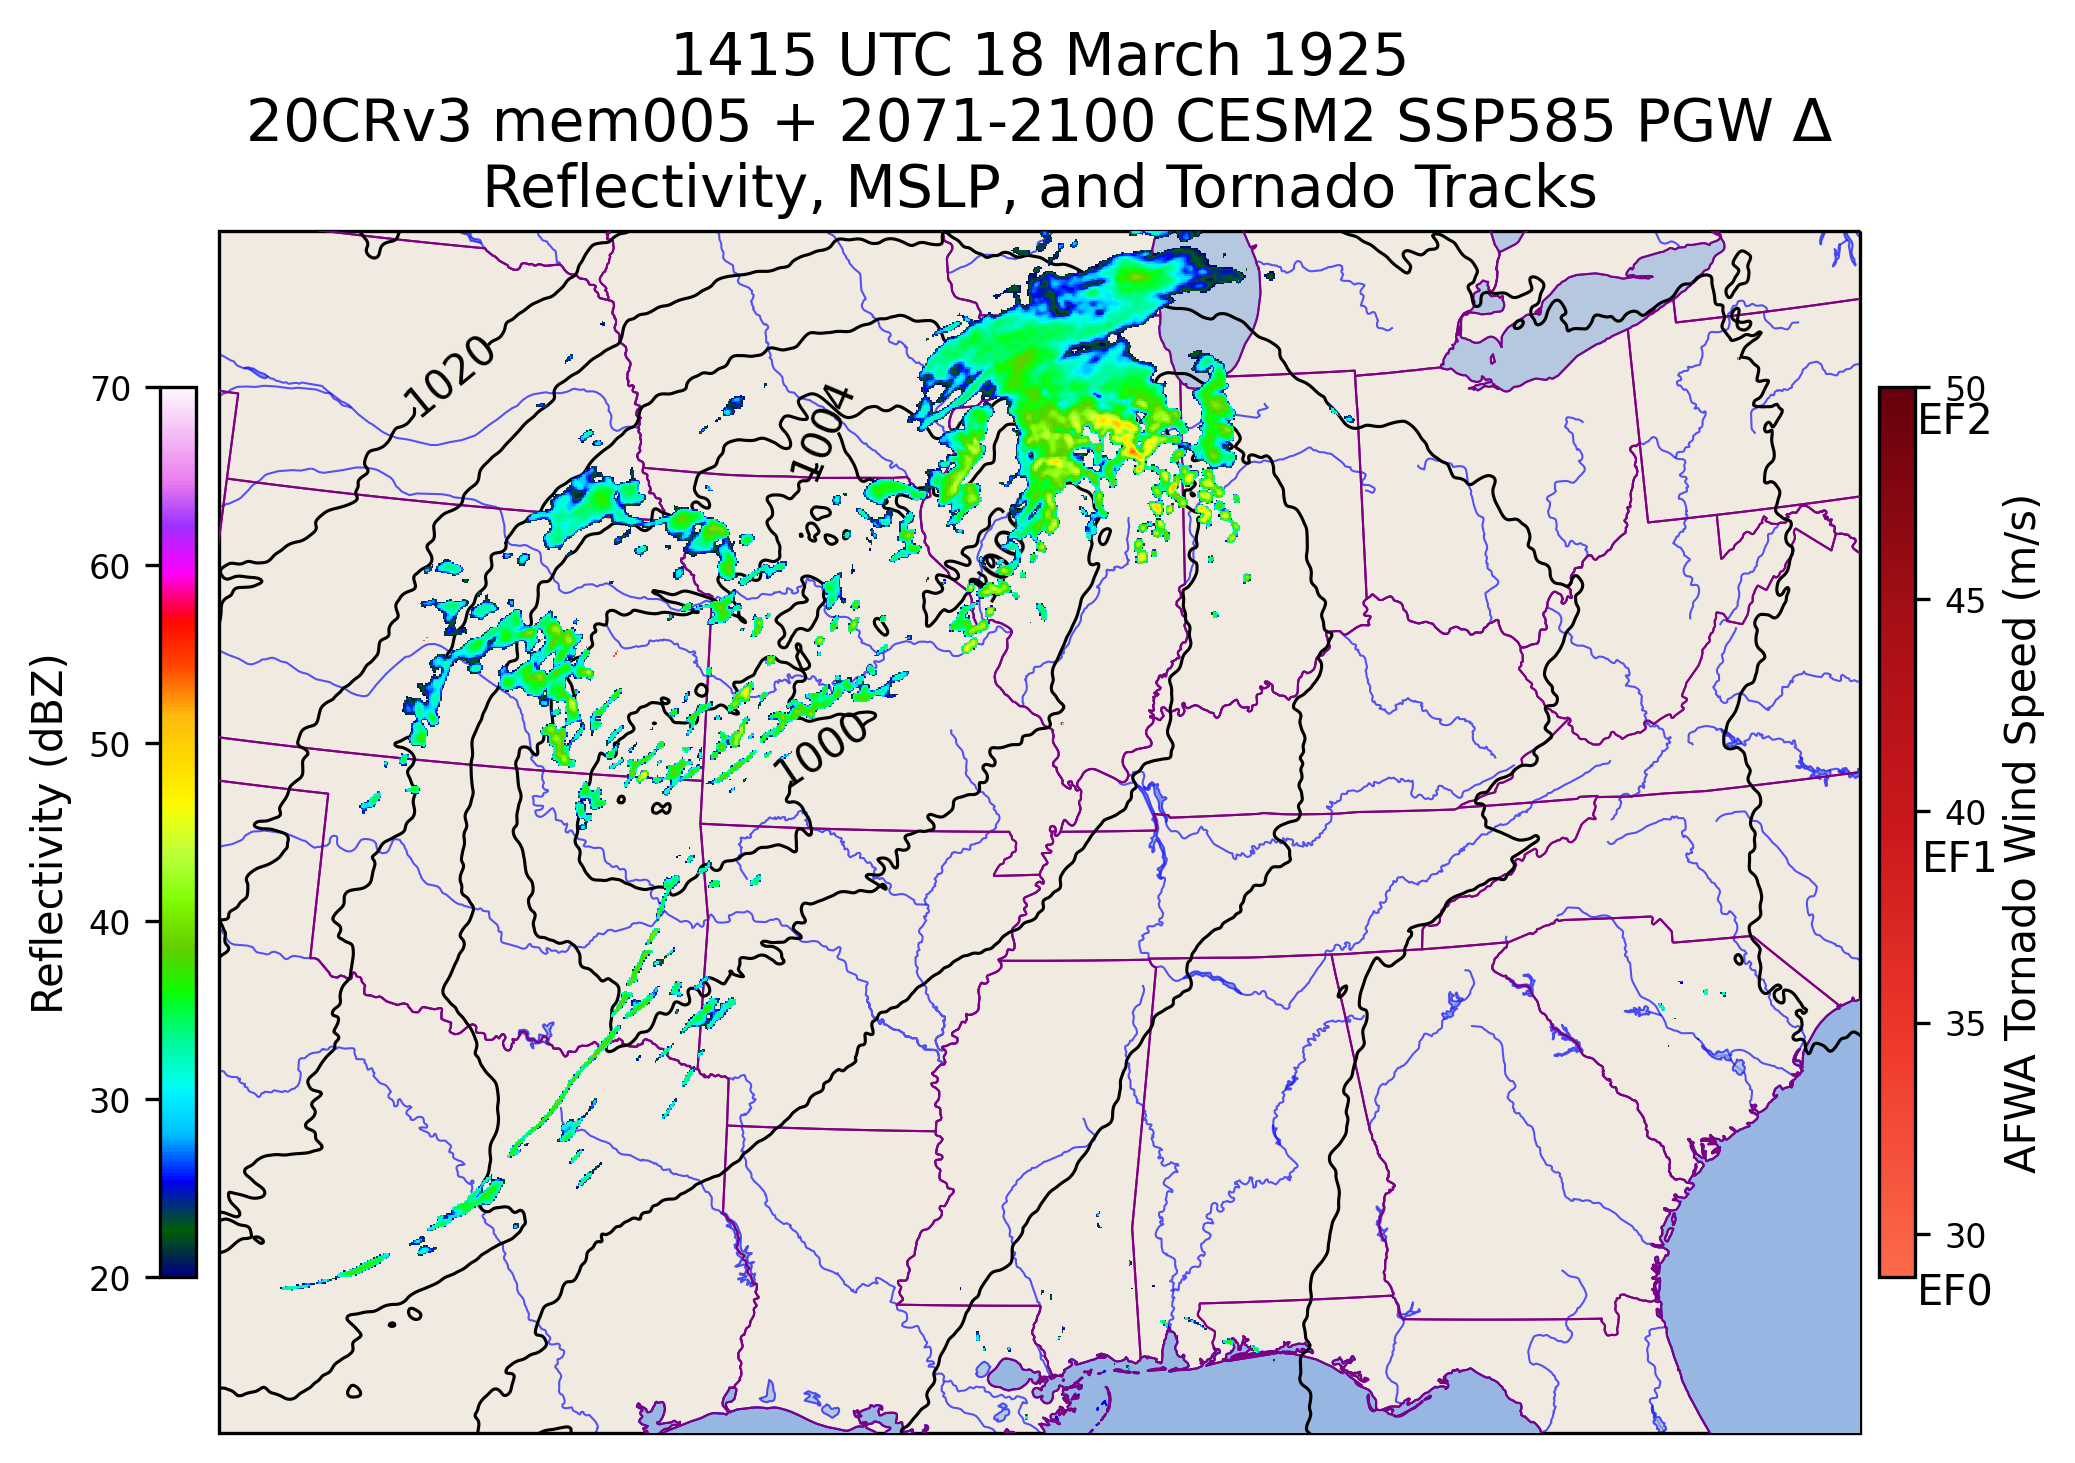 1415 UTC 18 March 1925
20CRv3 mem005 + 2071-2100 CESM2 SSP585 PGW Δ
Reflectivity, MSLP, and Tornado Tracks
1020
1004
1000
70
60
50
40
30
20
Reflectivity (dBZ)
50
EF2
45
40
EF1
35
30
EF0
AFWA Tornado Wind Speed (m/s)